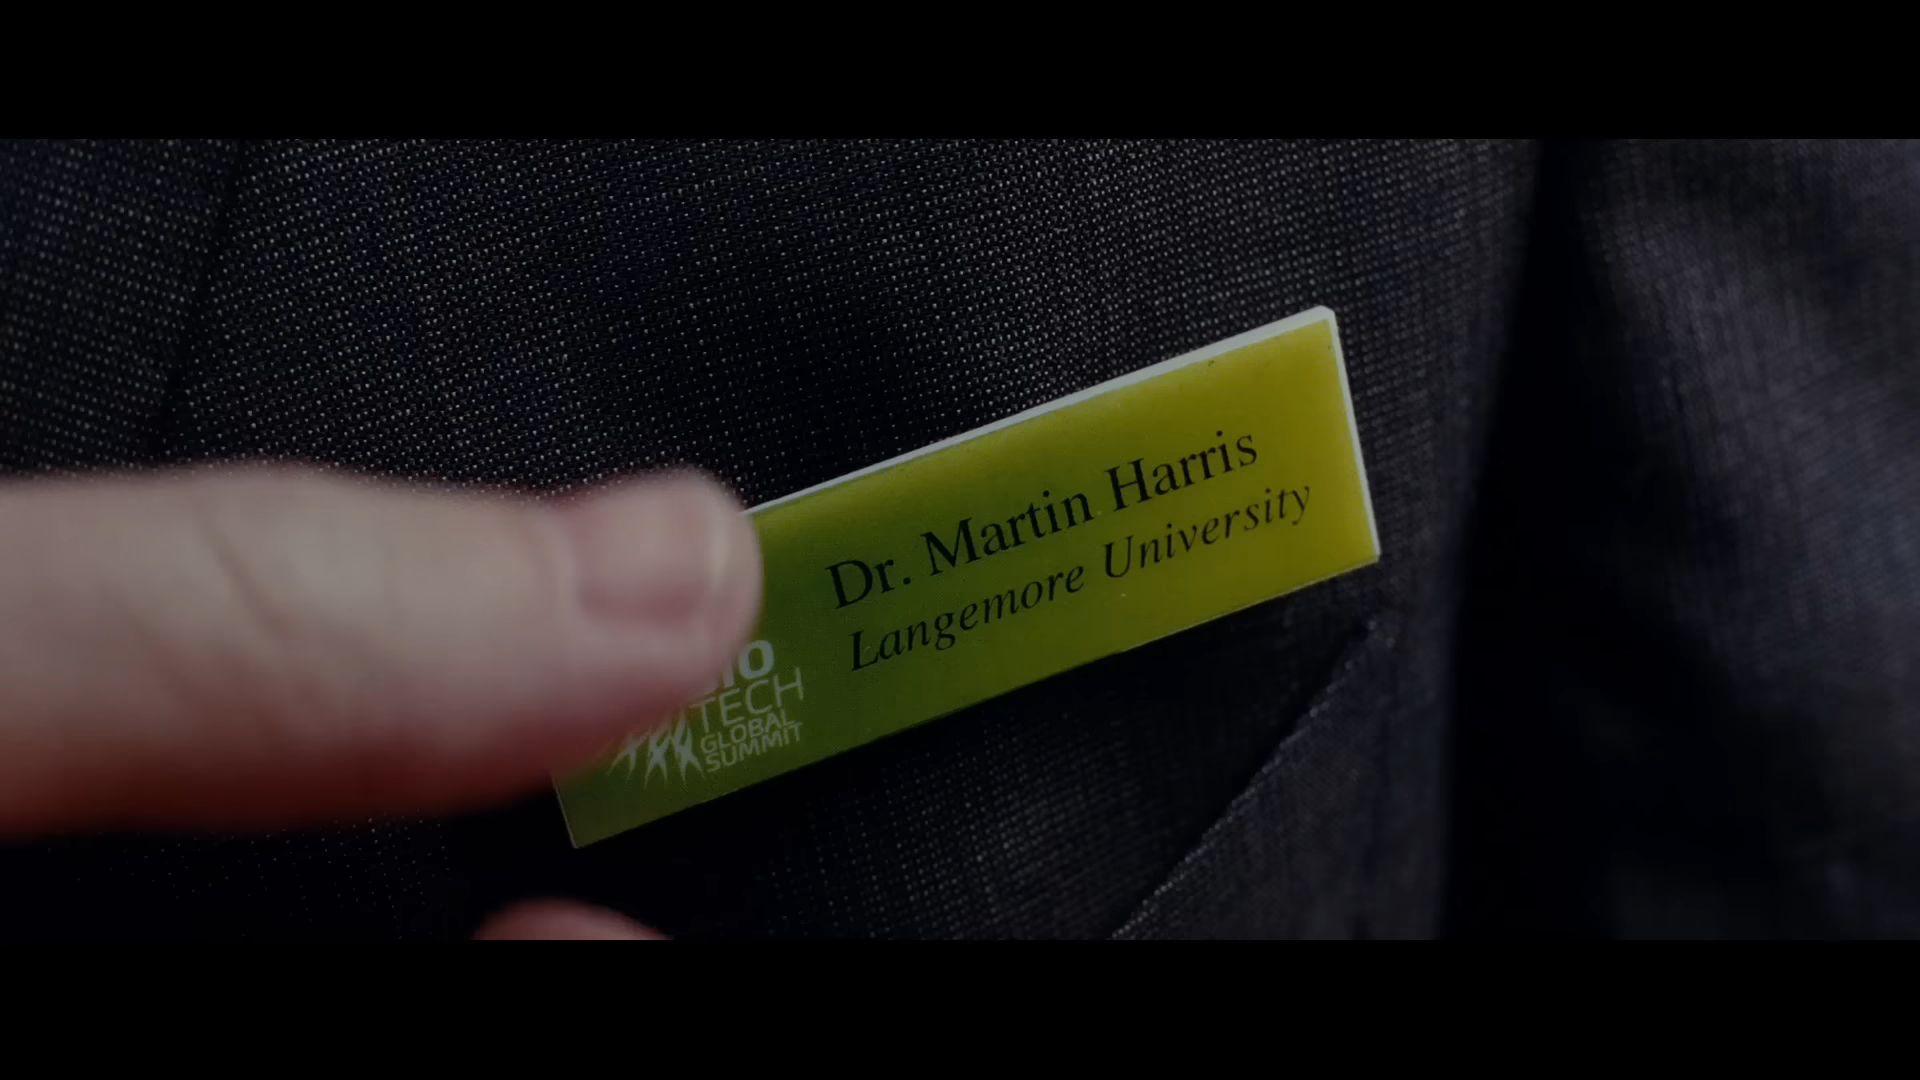 Dr. Martin Harris
Langemore University
TECH
GLOBAL
SUMMIT